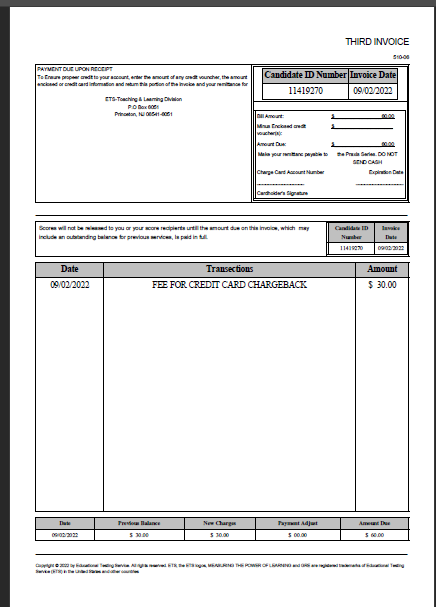 THIRD INVOICE
510-06
PAYMENT DUE UPON RECEIPT
To Ensure propeer credit to your account, enter the amount of any credit voucher, the amount
enclosed or credit card information and return this portion of the invoice and your remittance for
ETS-Teaching & Learning Division
P.O Box 6051
Princeton, NJ 08541-6051
Candidate ID Number Invoice Date
11419270 09/02/2022
Bill Amount: $ 60.00
Minus Enclosed credit $
voucher(s):
Amount Due: $ 60.00
Make your remittanc payable to the Praxis Series. DO NOT
SEND CASH
Charge Card Account Number Expiration Date
Cardholder's Signature
Scores will not be released to you or your score recipients untill the amount due on this invoice, which may
include an outstanding balance for previous services, is paid in full.
Candidate ID Invoice
Number Date
11419270 09/02/2022
Date Transections Amount
09/02/2022 FEE FOR CREDIT CARD CHARGEBACK $ 30.00
Date Previous Balance New Charges Payment Adjust Amount Due
09/02/2022 $ 30.00 $ 30.00 $ 00.00 $ 60.00
Copyright © 2022 by Educational Testing Service. All rights reserved. ETS, the ETS logos, MEASURING THE POWER OF LEARNING and GRE are registered trademarks of Educational Testing
Service (ETS) in the United States and other countries